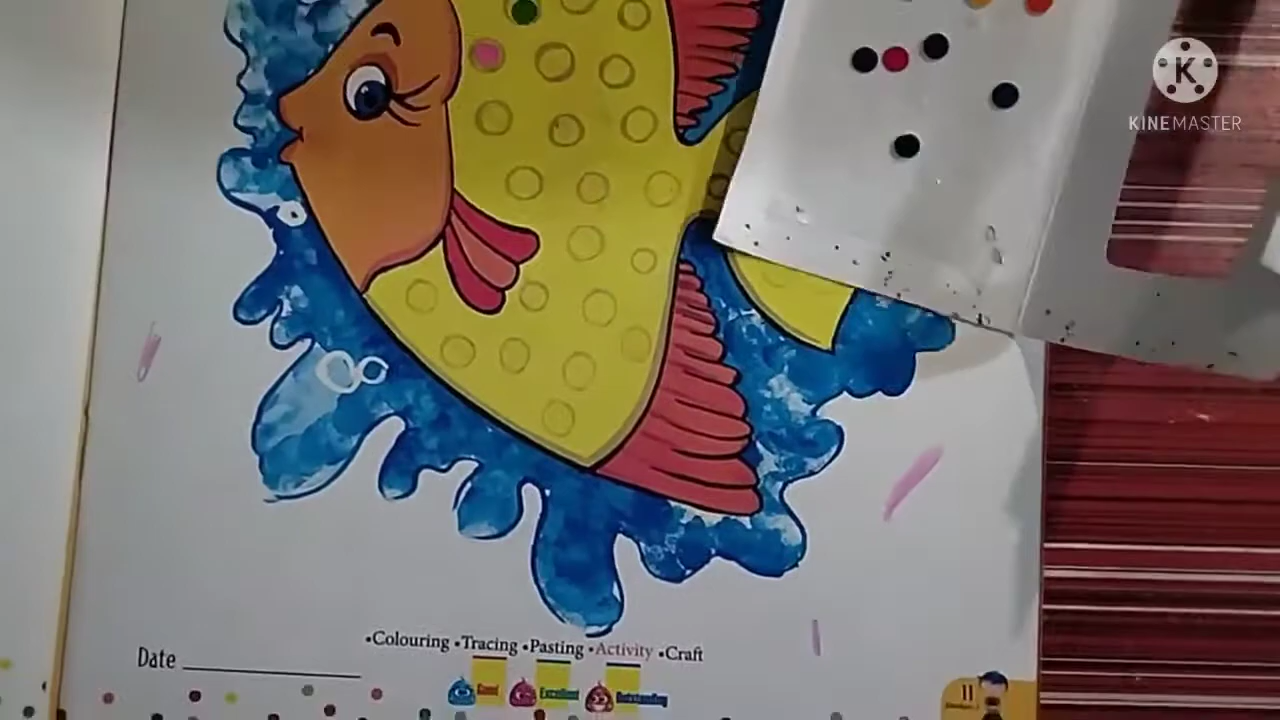 K
KINEMASTER
•Colouring •Tracing •Pasting •Activity •Craft
Date
Good Excellent Outstanding
11